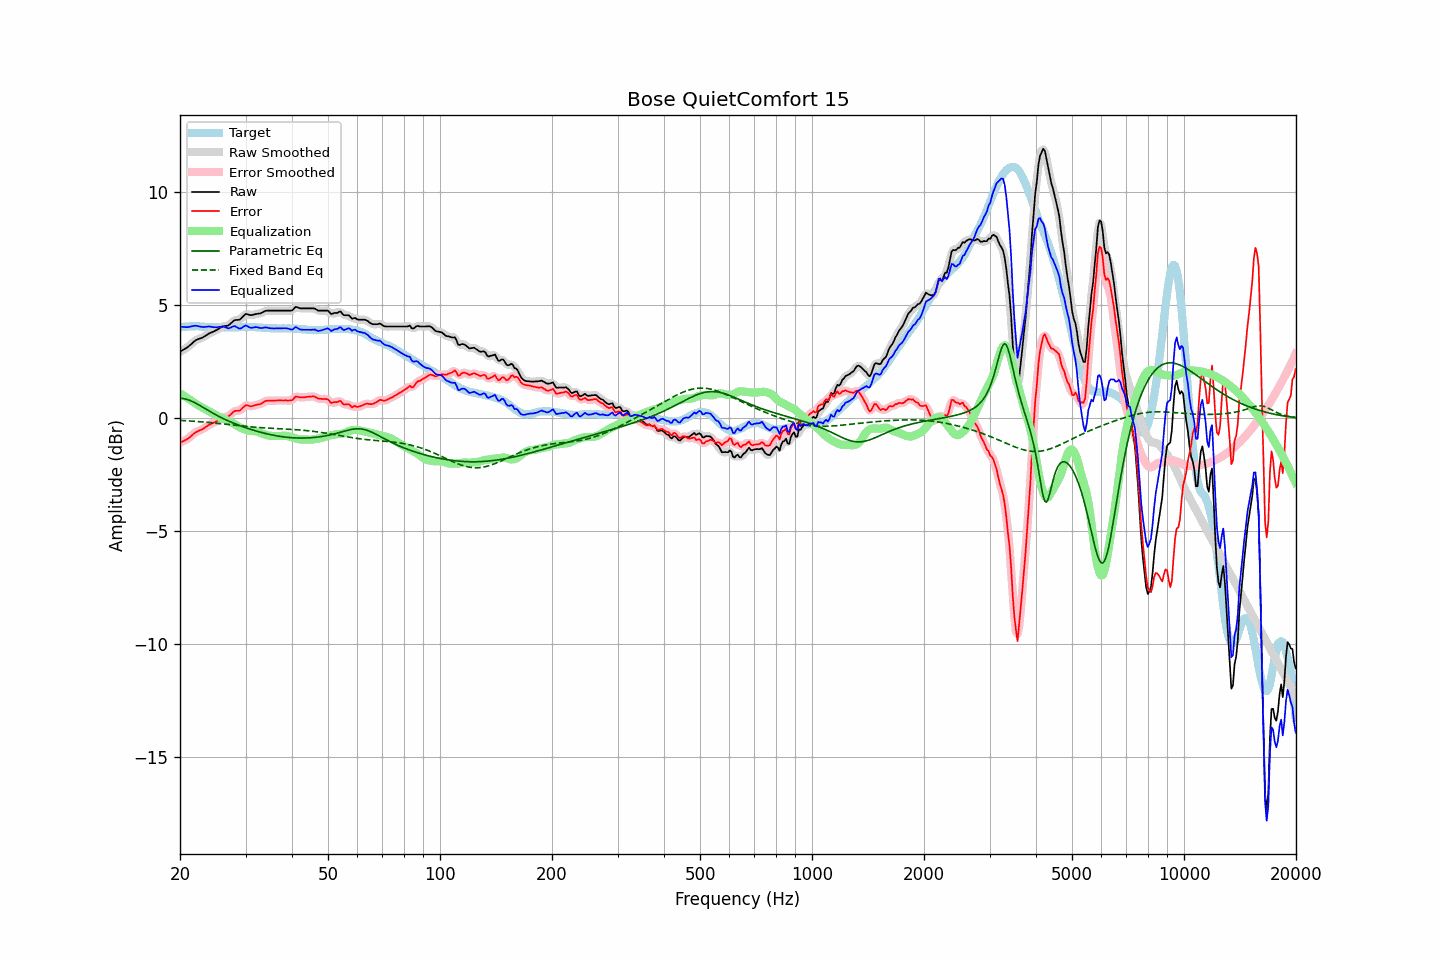 Bose QuietComfort 15
Target
Raw Smoothed
Error Smoothed
Raw
Error
Equalization
Parametric Eq
Fixed Band Eq
Equalized
10
5
0
−5
−10
−15
Amplitude (dBr)
20 50 100 200 500 1000 2000 5000 10000 20000
Frequency (Hz)